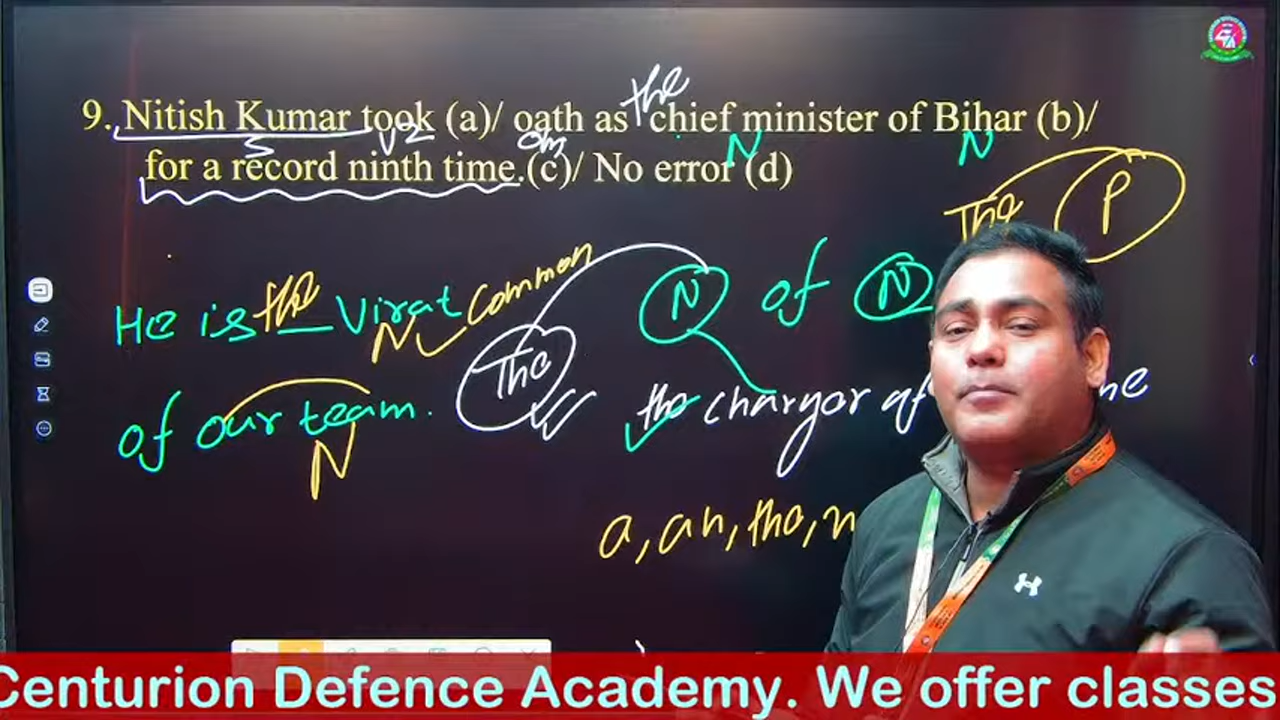 the
9. Nitish Kumar took (a)/ oath as chief minister of Bihar (b)/
S V2 N N
for a record ninth time.(c)/ No error (d)
The P
He is the Virat Common
N
The N of N
of our team.
N
the
a, an, the,
Centurion Defence Academy. We offer classes